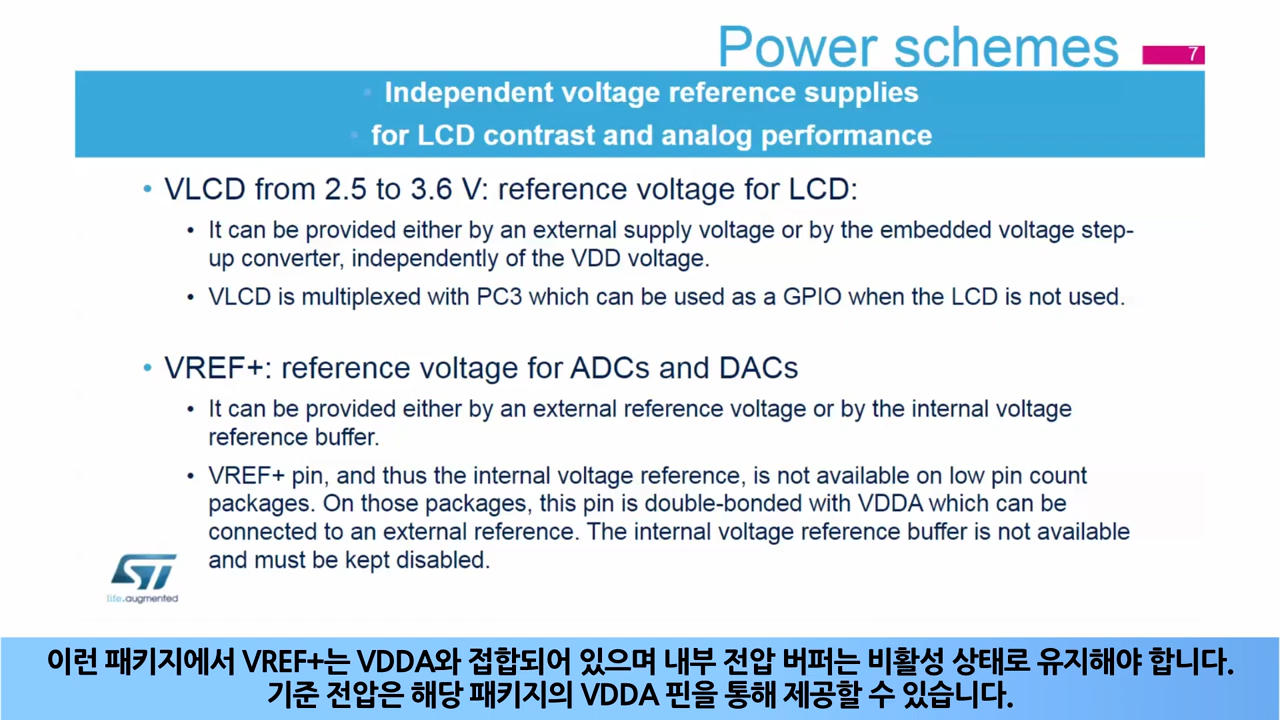 Power schemes
7
• Independent voltage reference supplies
• for LCD contrast and analog performance
• VLCD from 2.5 to 3.6 V: reference voltage for LCD:
• It can be provided either by an external supply voltage or by the embedded voltage step-
up converter, independently of the VDD voltage.
• VLCD is multiplexed with PC3 which can be used as a GPIO when the LCD is not used.
• VREF+: reference voltage for ADCs and DACs
• It can be provided either by an external reference voltage or by the internal voltage
reference buffer.
• VREF+ pin, and thus the internal voltage reference, is not available on low pin count
packages. On those packages, this pin is double-bonded with VDDA which can be
connected to an external reference. The internal voltage reference buffer is not available
and must be kept disabled.
ST
life.augmented
이런 패키지에서 VREF+는 VDDA와 접합되어 있으며 내부 전압 버퍼는 비활성 상태로 유지해야 합니다.
기준 전압은 해당 패키지의 VDDA 핀을 통해 제공할 수 있습니다.